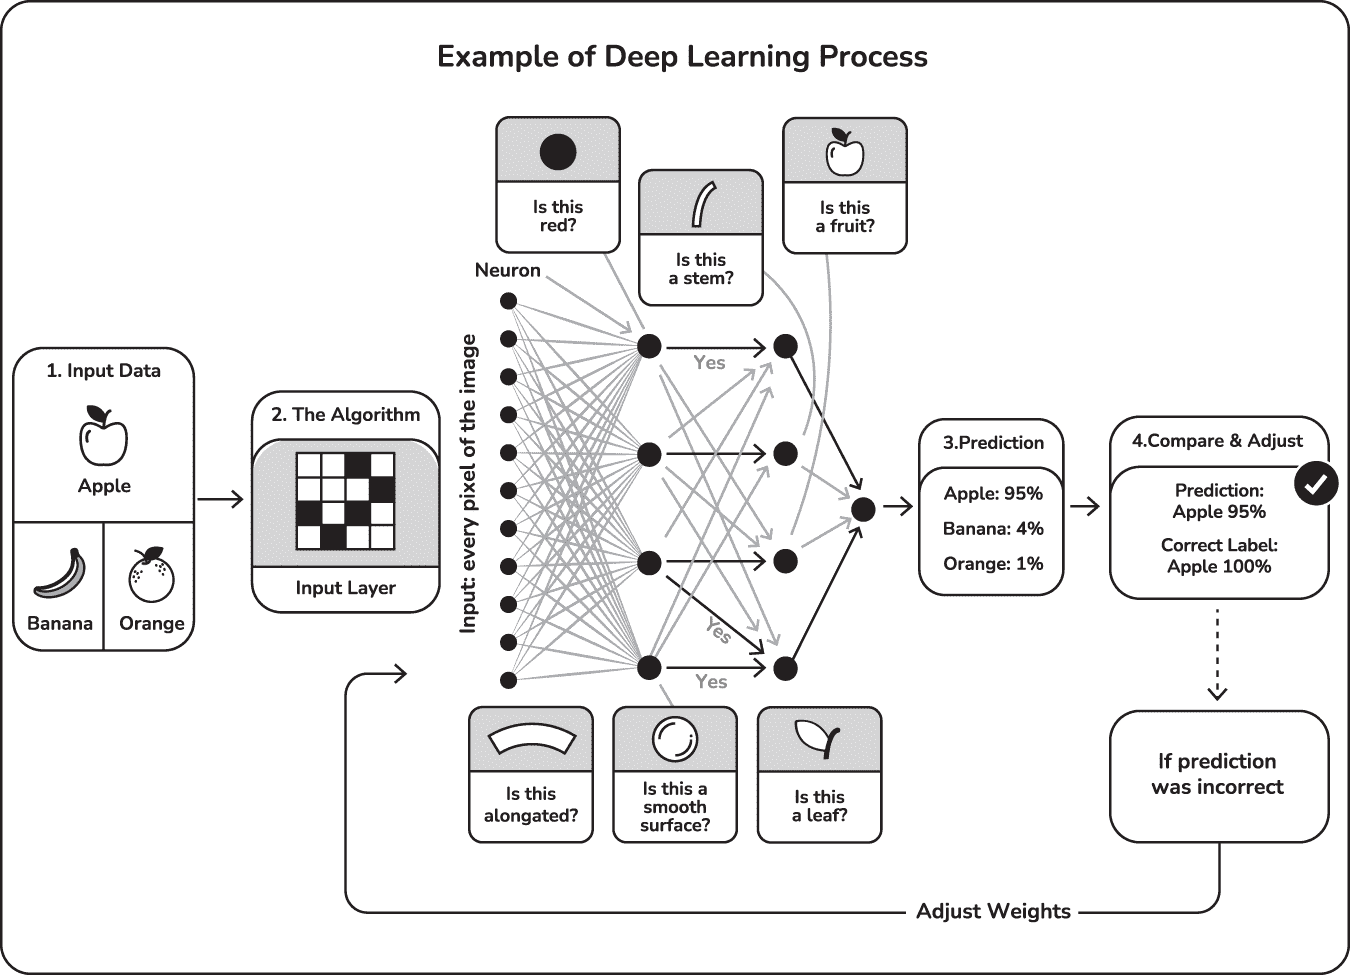 Example of Deep Learning Process
Is this
red?
Is this
a stem?
Is this
a fruit?
Neuron
Input: every pixel of the image
1. Input Data
Apple
Banana
Orange
2. The Algorithm
Input Layer
Yes
Yes
Yes
3.Prediction
Apple: 95%
Banana: 4%
Orange: 1%
4.Compare & Adjust
Prediction:
Apple 95%
Correct Label:
Apple 100%
Is this
alongated?
Is this a
smooth
surface?
Is this
a leaf?
If prediction
was incorrect
Adjust Weights